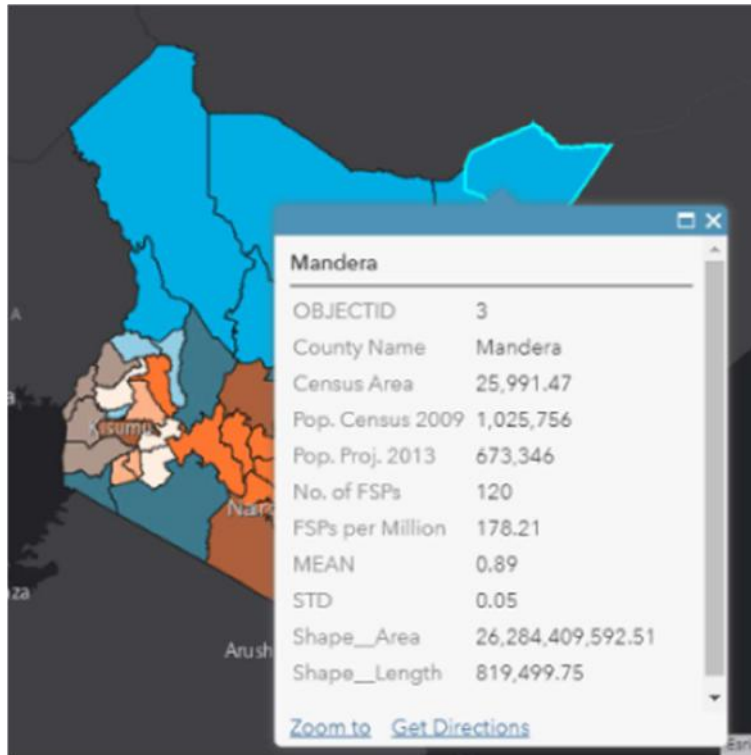 Mandera
OBJECTID 3
County Name Mandera
Census Area 25,991.47
Pop. Census 2009 1,025,756
Pop. Proj. 2013 673,346
No. of FSPs 120
FSPs per Million 178.21
MEAN 0.89
STD 0.05
Shape__Area 26,284,409,592.51
Shape__Length 819,499.75
Zoom to Get Directions
A
Kisumu
za
Arush